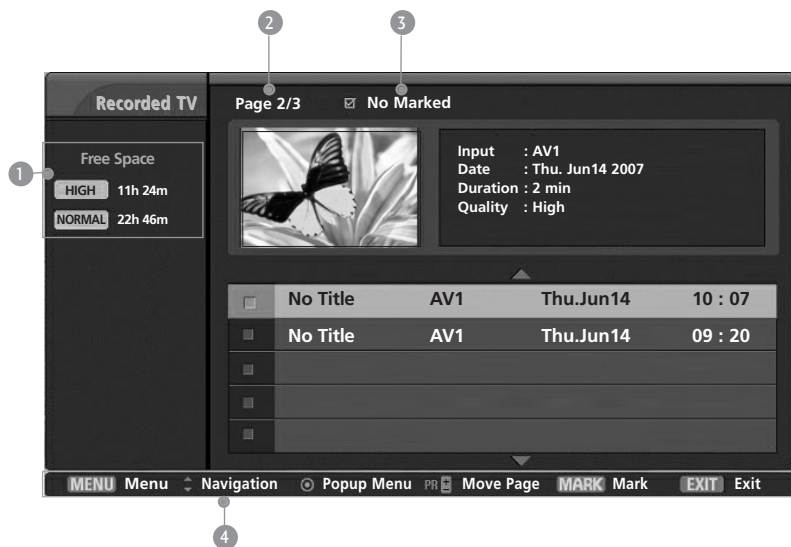 2 3
Recorded TV
Page 2/3 No Marked
1
Free Space
HIGH 11h 24m
NORMAL 22h 46m
Input : AV1
Date : Thu. Jun14 2007
Duration : 2 min
Quality : High
No Title AV1 Thu.Jun14 10 : 07
No Title AV1 Thu.Jun14 09 : 20
MENU Menu Navigation Popup Menu PR Move Page MARK Mark EXIT Exit
4